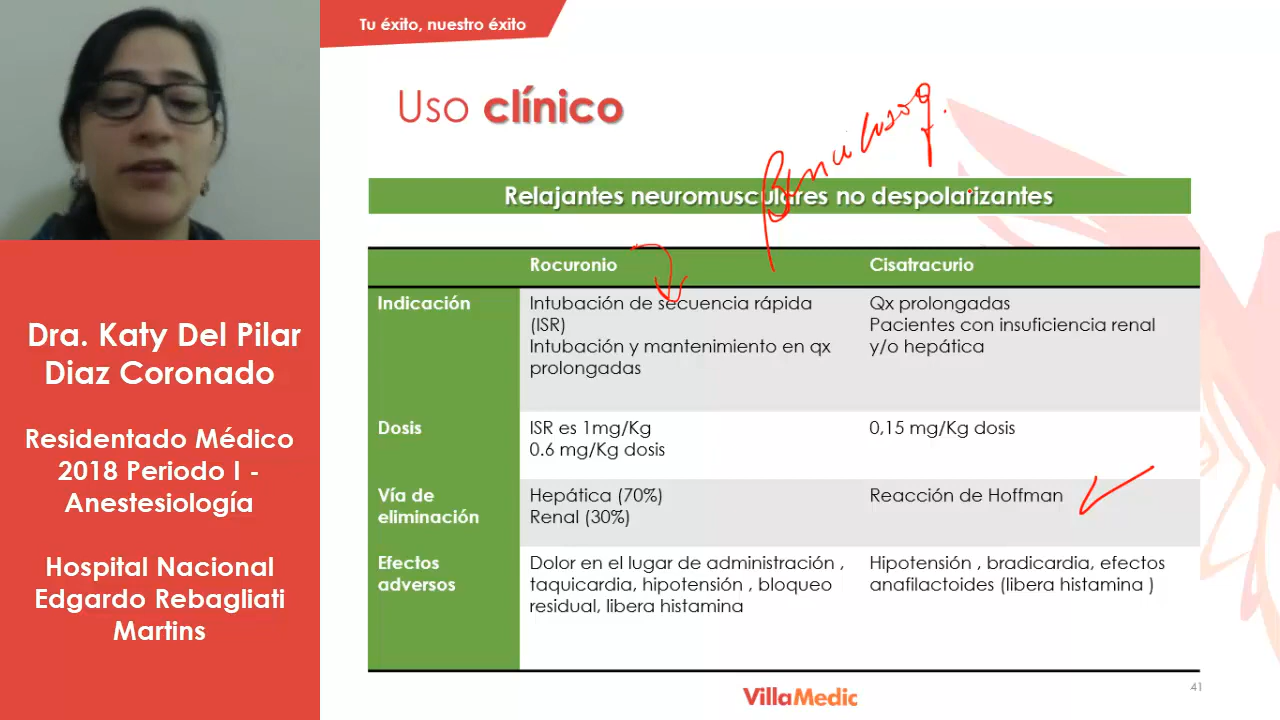 Tu éxito, nuestro éxito
Uso clínico
Relajantes neuromusculares no despolarizantes
Rocuronio
Cisatracurio
Indicación
Intubación de secuencia rápida
(ISR)
Intubación y mantenimiento en qx
prolongadas
Qx prolongadas
Pacientes con insuficiencia renal
y/o hepática
Dosis
ISR es 1mg/Kg
0.6 mg/Kg dosis
0,15 mg/Kg dosis
Vía de
eliminación
Hepática (70%)
Renal (30%)
Reacción de Hoffman
Efectos
adversos
Dolor en el lugar de administración ,
taquicardia, hipotensión , bloqueo
residual, libera histamina
Hipotensión , bradicardia, efectos
anafilactoides (libera histamina )
VillaMedic
41
Dra. Katy Del Pilar
Diaz Coronado
Residentado Médico
2018 Periodo I -
Anestesiología
Hospital Nacional
Edgardo Rebagliati
Martins